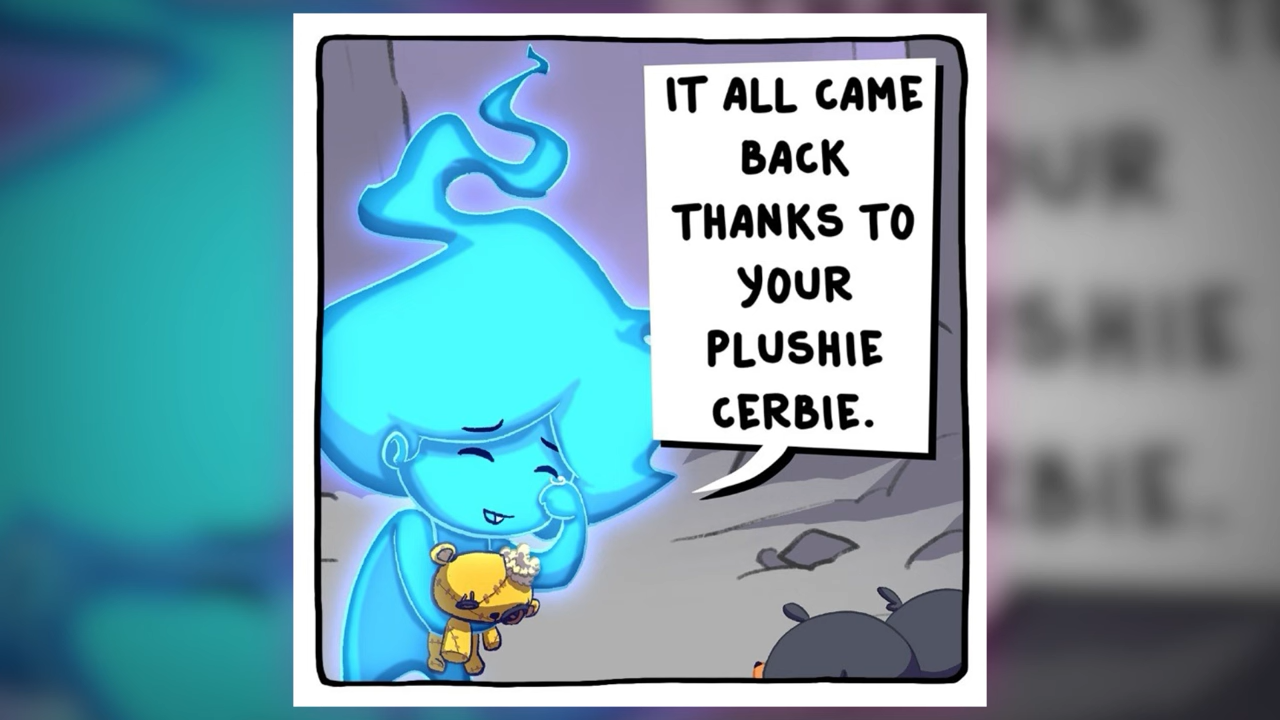 IT ALL CAME
BACK
THANKS TO
YOUR
PLUSHIE
CERBIE.